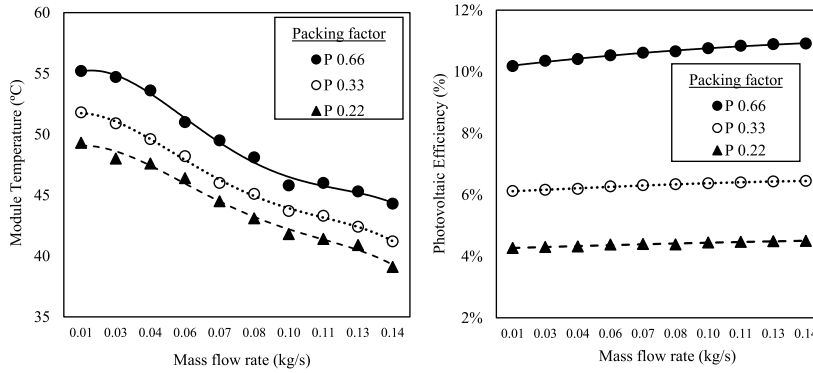 60
55
50
45
40
35
Module Temperature (ºC)
Packing factor
P 0.66
P 0.33
P 0.22
0.01 0.03 0.04 0.06 0.07 0.08 0.10 0.11 0.13 0.14
Mass flow rate (kg/s)
12%
10%
8%
6%
4%
2%
Photovoltaic Efficiency (%)
Packing factor
P 0.66
P 0.33
P 0.22
0.01 0.03 0.04 0.06 0.07 0.08 0.10 0.11 0.13 0.14
Mass flow rate (kg/s)